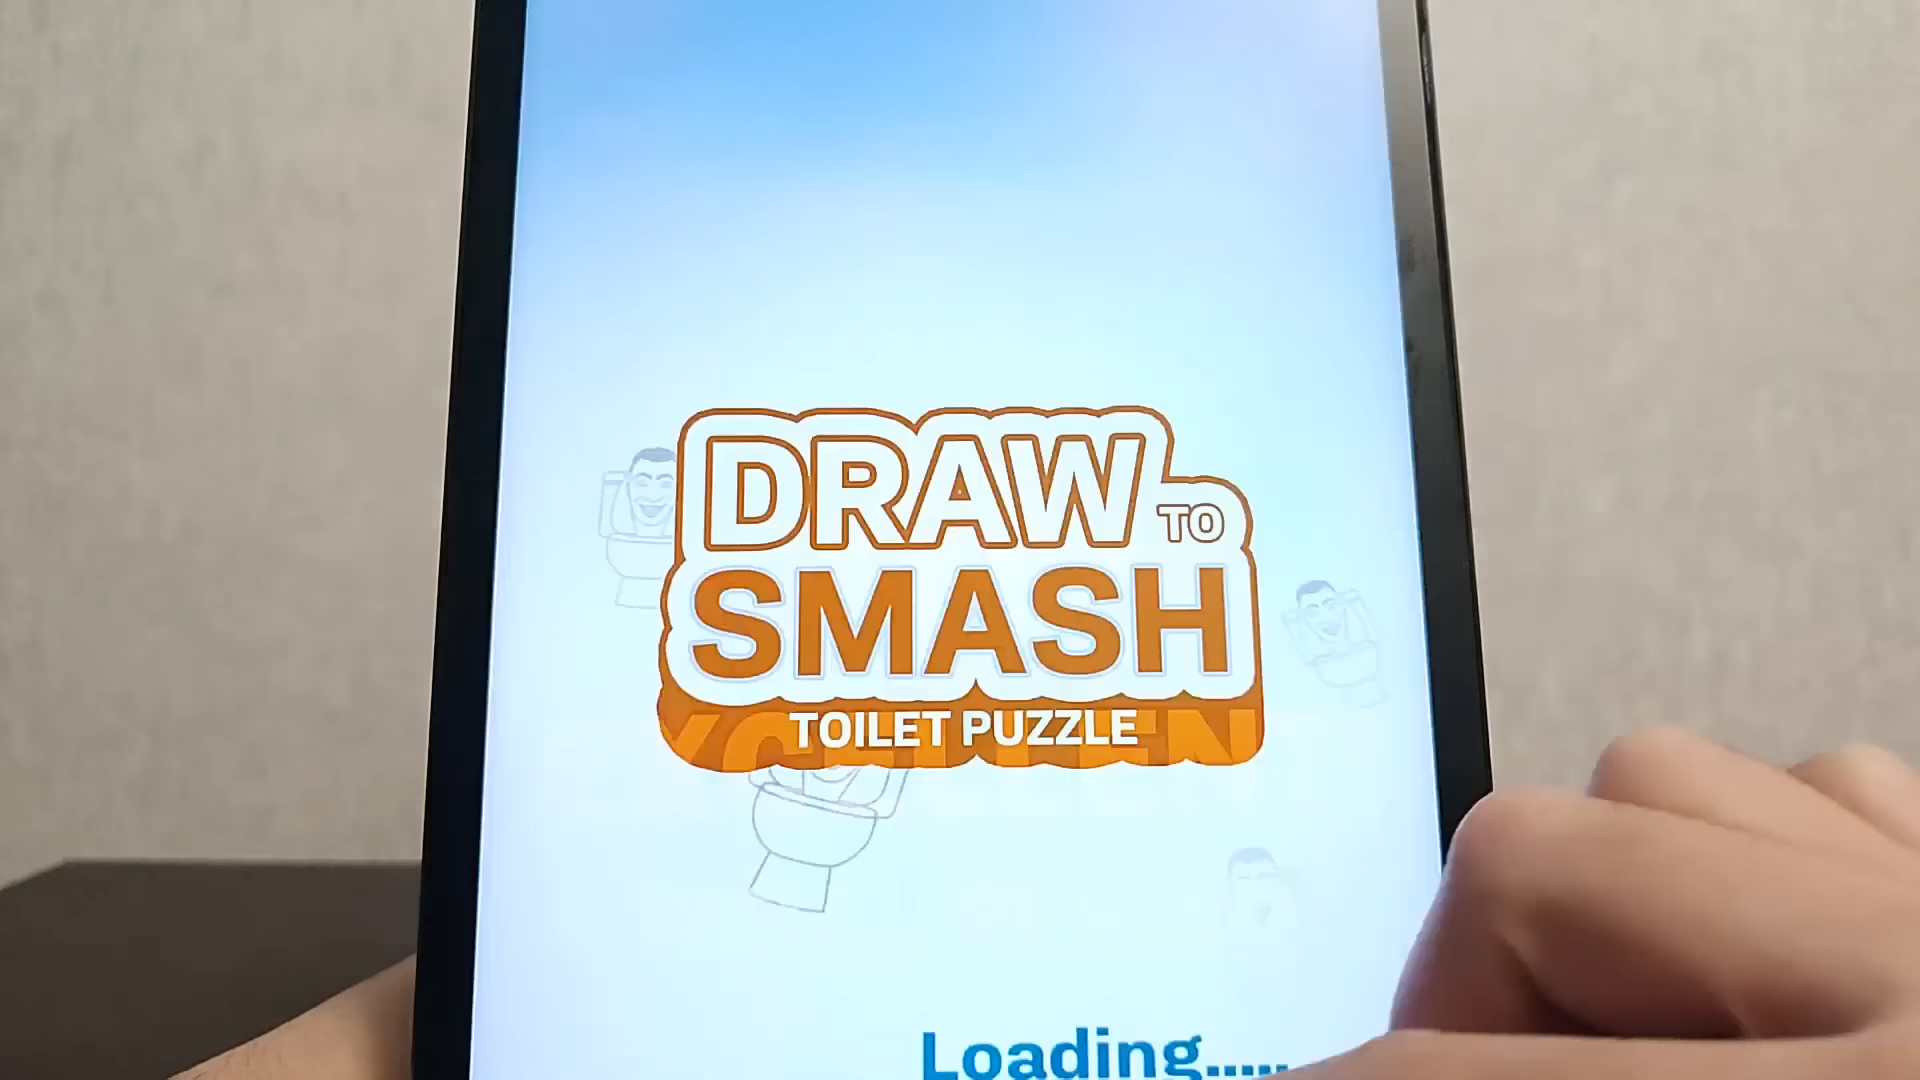 DRAW TO
SMASH
TOILET PUZZLE
Loading.....